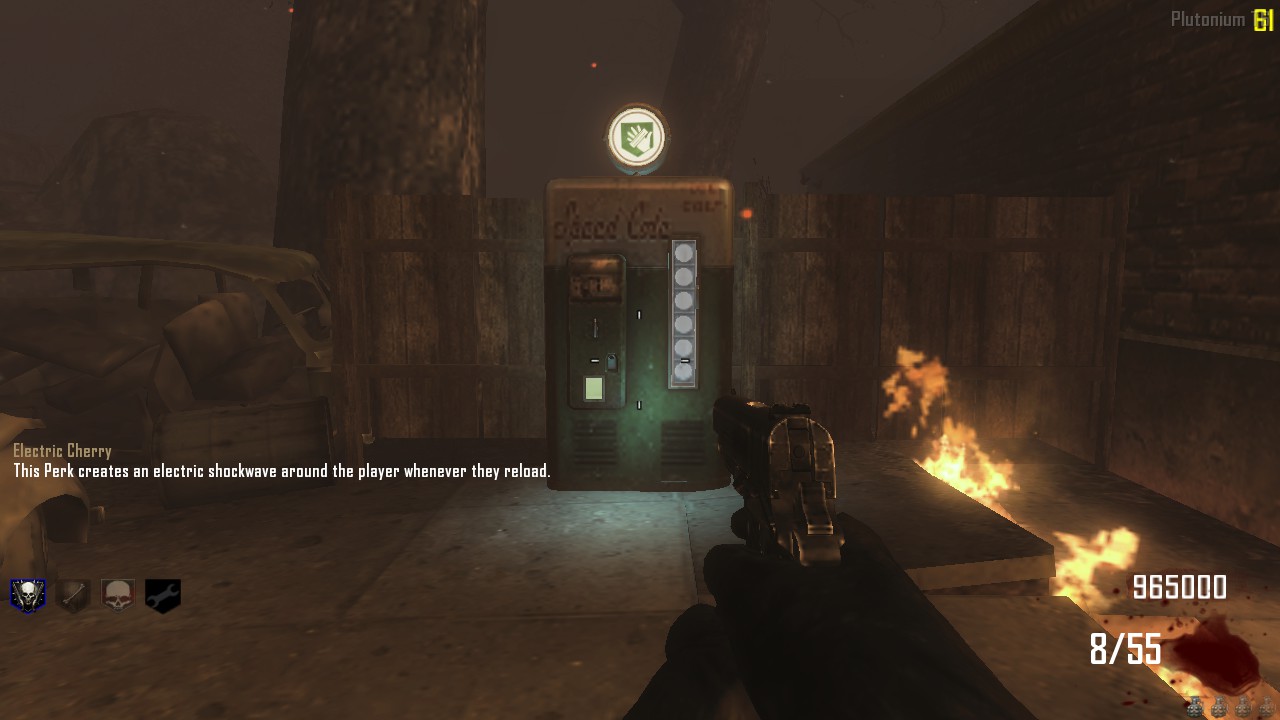 Plutonium
61
Speed Cola
Electric Cherry
This Perk creates an electric shockwave around the player whenever they reload.
965000
8/55